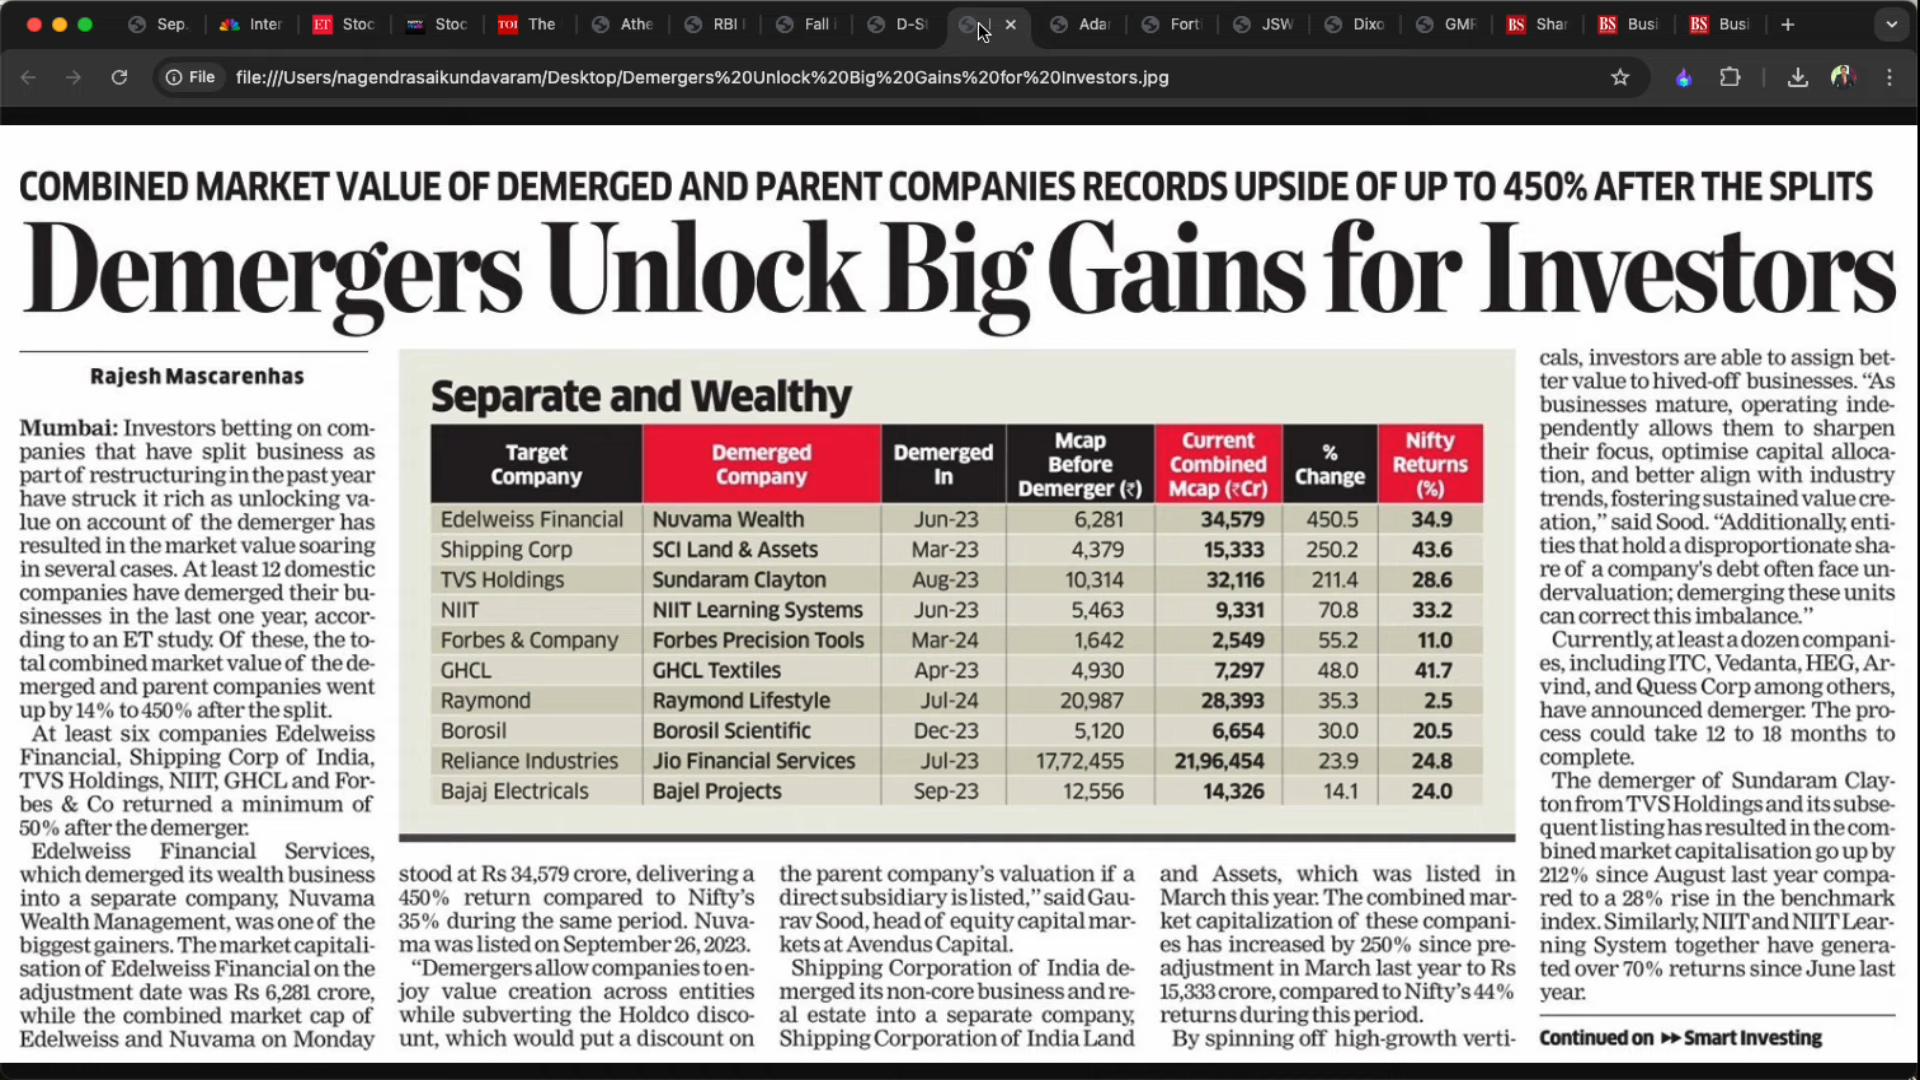 Sep.
Inter
ET Stoc
Stoc
TOI The
Athe
RBI
Fall i
D-St
Adar
Forti
JSW
Dixo
GMR
BS Shar
BS Busi
BS Busi
File file:///Users/nagendrasaikundavaram/Desktop/Demergers%20Unlock%20Big%20Gains%20for%20Investors.jpg
COMBINED MARKET VALUE OF DEMERGED AND PARENT COMPANIES RECORDS UPSIDE OF UP TO 450% AFTER THE SPLITS
Demergers Unlock Big Gains for Investors
Rajesh Mascarenhas
Mumbai: Investors betting on com-
panies that have split business as
part of restructuring in the past year
have struck it rich as unlocking va-
lue on account of the demerger has
resulted in the market value soaring
in several cases. At least 12 domestic
companies have demerged their bu-
sinesses in the last one year, accor-
ding to an ET study. Of these, the to-
tal combined market value of the de-
merged and parent companies went
up by 14% to 450% after the split.
At least six companies Edelweiss
Financial, Shipping Corp of India,
TVS Holdings, NIIT, GHCL and For-
bes & Co returned a minimum of
50% after the demerger.
Edelweiss Financial Services,
which demerged its wealth business
into a separate company, Nuvama
Wealth Management, was one of the
biggest gainers. The market capitali-
sation of Edelweiss Financial on the
adjustment date was Rs 6,281 crore,
while the combined market cap of
Edelweiss and Nuvama on Monday
Separate and Wealthy
Target Company Demerged Company Demerged In Mcap Before Demerger (₹) Current Combined Mcap (₹Cr) % Change Nifty Returns (%)
Edelweiss Financial Nuvama Wealth Jun-23 6,281 34,579 450.5 34.9
Shipping Corp SCI Land & Assets Mar-23 4,379 15,333 250.2 43.6
TVS Holdings Sundaram Clayton Aug-23 10,314 32,116 211.4 28.6
NIIT NIIT Learning Systems Jun-23 5,463 9,331 70.8 33.2
Forbes & Company Forbes Precision Tools Mar-24 1,642 2,549 55.2 11.0
GHCL GHCL Textiles Apr-23 4,930 7,297 48.0 41.7
Raymond Raymond Lifestyle Jul-24 20,987 28,393 35.3 2.5
Borosil Borosil Scientific Dec-23 5,120 6,654 30.0 20.5
Reliance Industries Jio Financial Services Jul-23 17,72,455 21,96,454 23.9 24.8
Bajaj Electricals Bajel Projects Sep-23 12,556 14,326 14.1 24.0
stood at Rs 34,579 crore, delivering a
450% return compared to Nifty's
35% during the same period. Nuva-
ma was listed on September 26, 2023.
"Demergers allow companies to en-
joy value creation across entities
while subverting the Holdco disco-
unt, which would put a discount on
the parent company's valuation if a
direct subsidiary is listed," said Gau-
rav Sood, head of equity capital mar-
kets at Avendus Capital.
Shipping Corporation of India de-
merged its non-core business and re-
al estate into a separate company,
Shipping Corporation of India Land
and Assets, which was listed in
March this year. The combined mar-
ket capitalization of these compani-
es has increased by 250% since pre-
adjustment in March last year to Rs
15,333 crore, compared to Nifty's 44%
returns during this period.
By spinning off high-growth verti-
cals, investors are able to assign bet-
ter value to hived-off businesses. "As
businesses mature, operating inde-
pendently allows them to sharpen
their focus, optimise capital alloca-
tion, and better align with industry
trends, fostering sustained value cre-
ation," said Sood. "Additionally, enti-
ties that hold a disproportionate sha-
re of a company's debt often face un-
dervaluation; demerging these units
can correct this imbalance."
Currently, at least a dozen compani-
es, including ITC, Vedanta, HEG, Ar-
vind, and Quess Corp among others,
have announced demerger. The pro-
cess could take 12 to 18 months to
complete.
The demerger of Sundaram Clay-
ton from TVS Holdings and its subse-
quent listing has resulted in the com-
bined market capitalisation go up by
212% since August last year compa-
red to a 28% rise in the benchmark
index. Similarly, NIIT and NIIT Lear-
ning System together have genera-
ted over 70% returns since June last
year.
Continued on ▸▸ Smart Investing